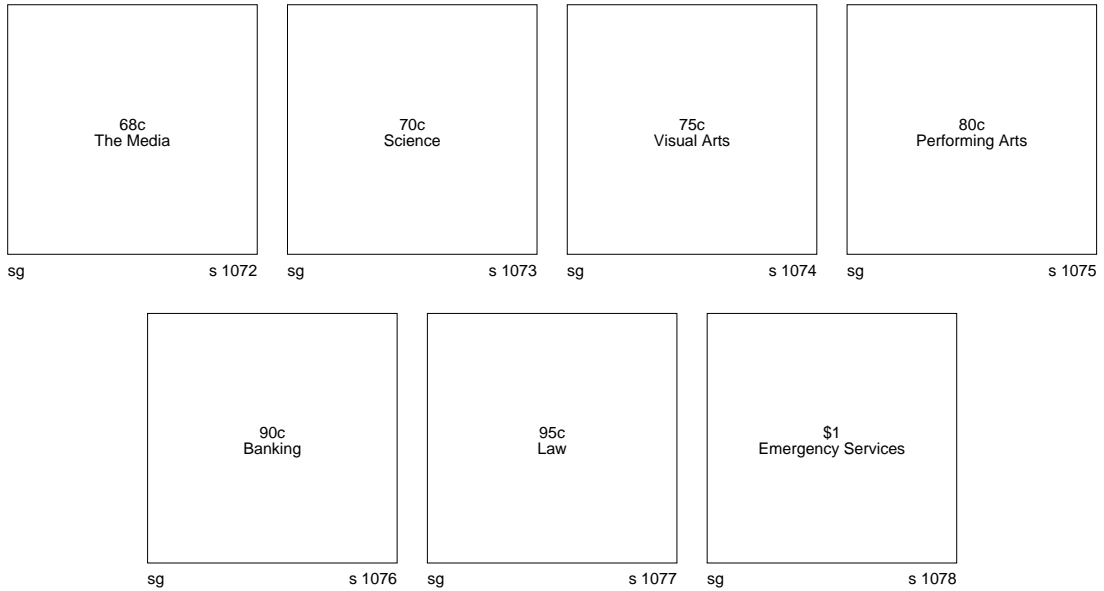 68c
The Media
70c
Science
75c
Visual Arts
80c
Performing Arts
sg s 1072
sg s 1073
sg s 1074
sg s 1075
90c
Banking
95c
Law
$1
Emergency Services
sg s 1076
sg s 1077
sg s 1078